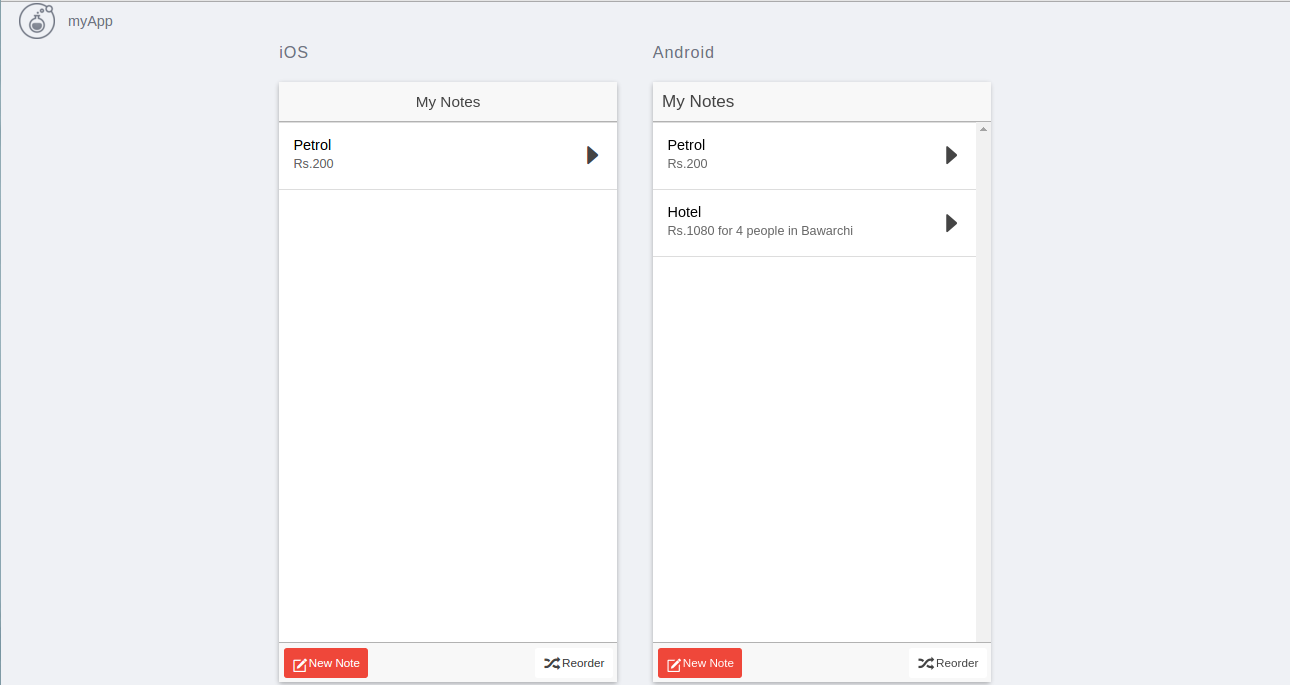 myApp
iOS
My Notes
Petrol
Rs.200
New Note
Reorder
Android
My Notes
Petrol
Rs.200
Hotel
Rs.1080 for 4 people in Bawarchi
New Note
Reorder